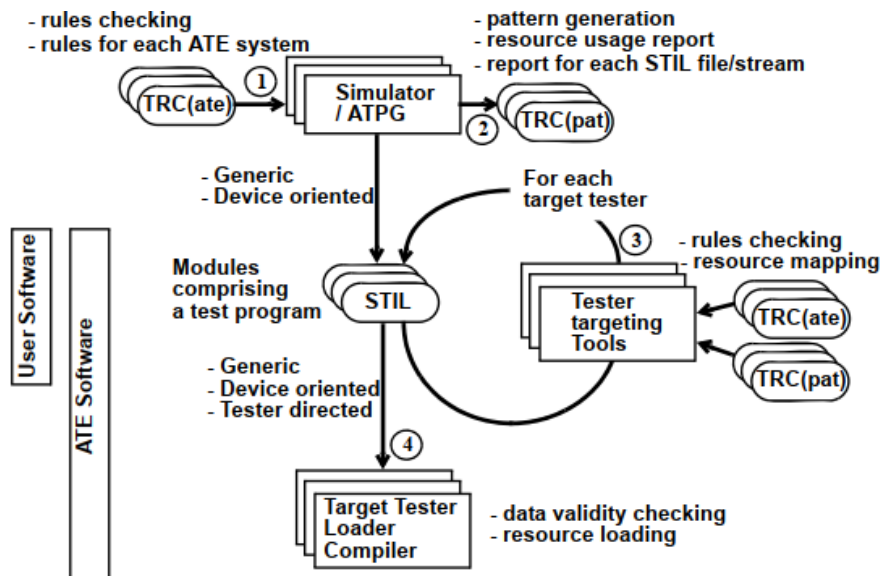 - rules checking
- rules for each ATE system
- pattern generation
- resource usage report
- report for each STIL file/stream
1
TRC(ate)
Simulator
/ ATPG
2
TRC(pat)
- Generic
- Device oriented
For each
target tester
3
- rules checking
- resource mapping
User Software
ATE Software
Modules
comprising
a test program
STIL
Tester
targeting
Tools
TRC(ate)
TRC(pat)
- Generic
- Device oriented
- Tester directed
4
Target Tester
Loader
Compiler
- data validity checking
- resource loading